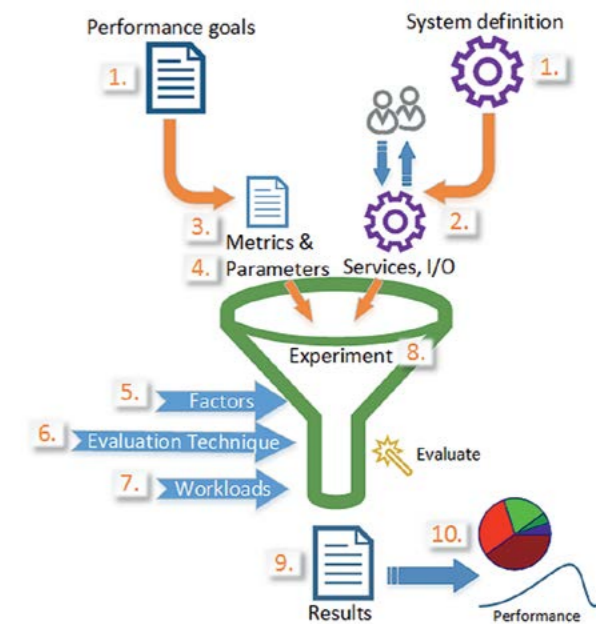 Performance goals
System definition
1.
1.
3.
2.
Metrics &
4.
Parameters
Services, I/O
Experiment 8.
5.
Factors
6.
Evaluation Technique
Evaluate
7.
Workloads
10.
9.
Results
Performance